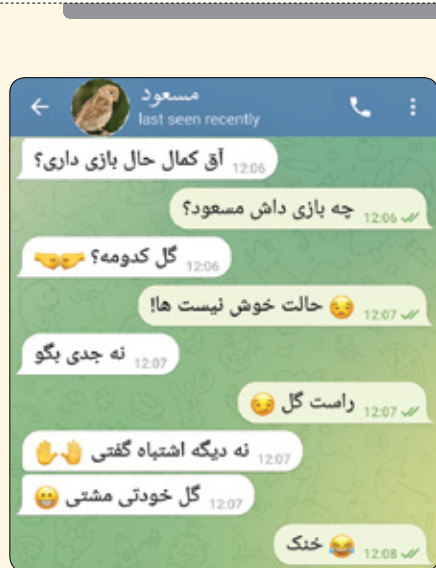 مسعود
last seen recently
آق کمال حال بازی داری؟ 12:06
چه بازی داش مسعود؟ 12:06
گل کدومه؟ 🤜🤛 12:06
حالت خوش نیست ها! 😒 12:07
نه جدی بگو 12:07
راست گل 😏 12:07
نه دیگه اشتباه گفتی 🤚✋ 12:07
گل خودتی مشتی 😀 12:07
خنک 😂 12:08